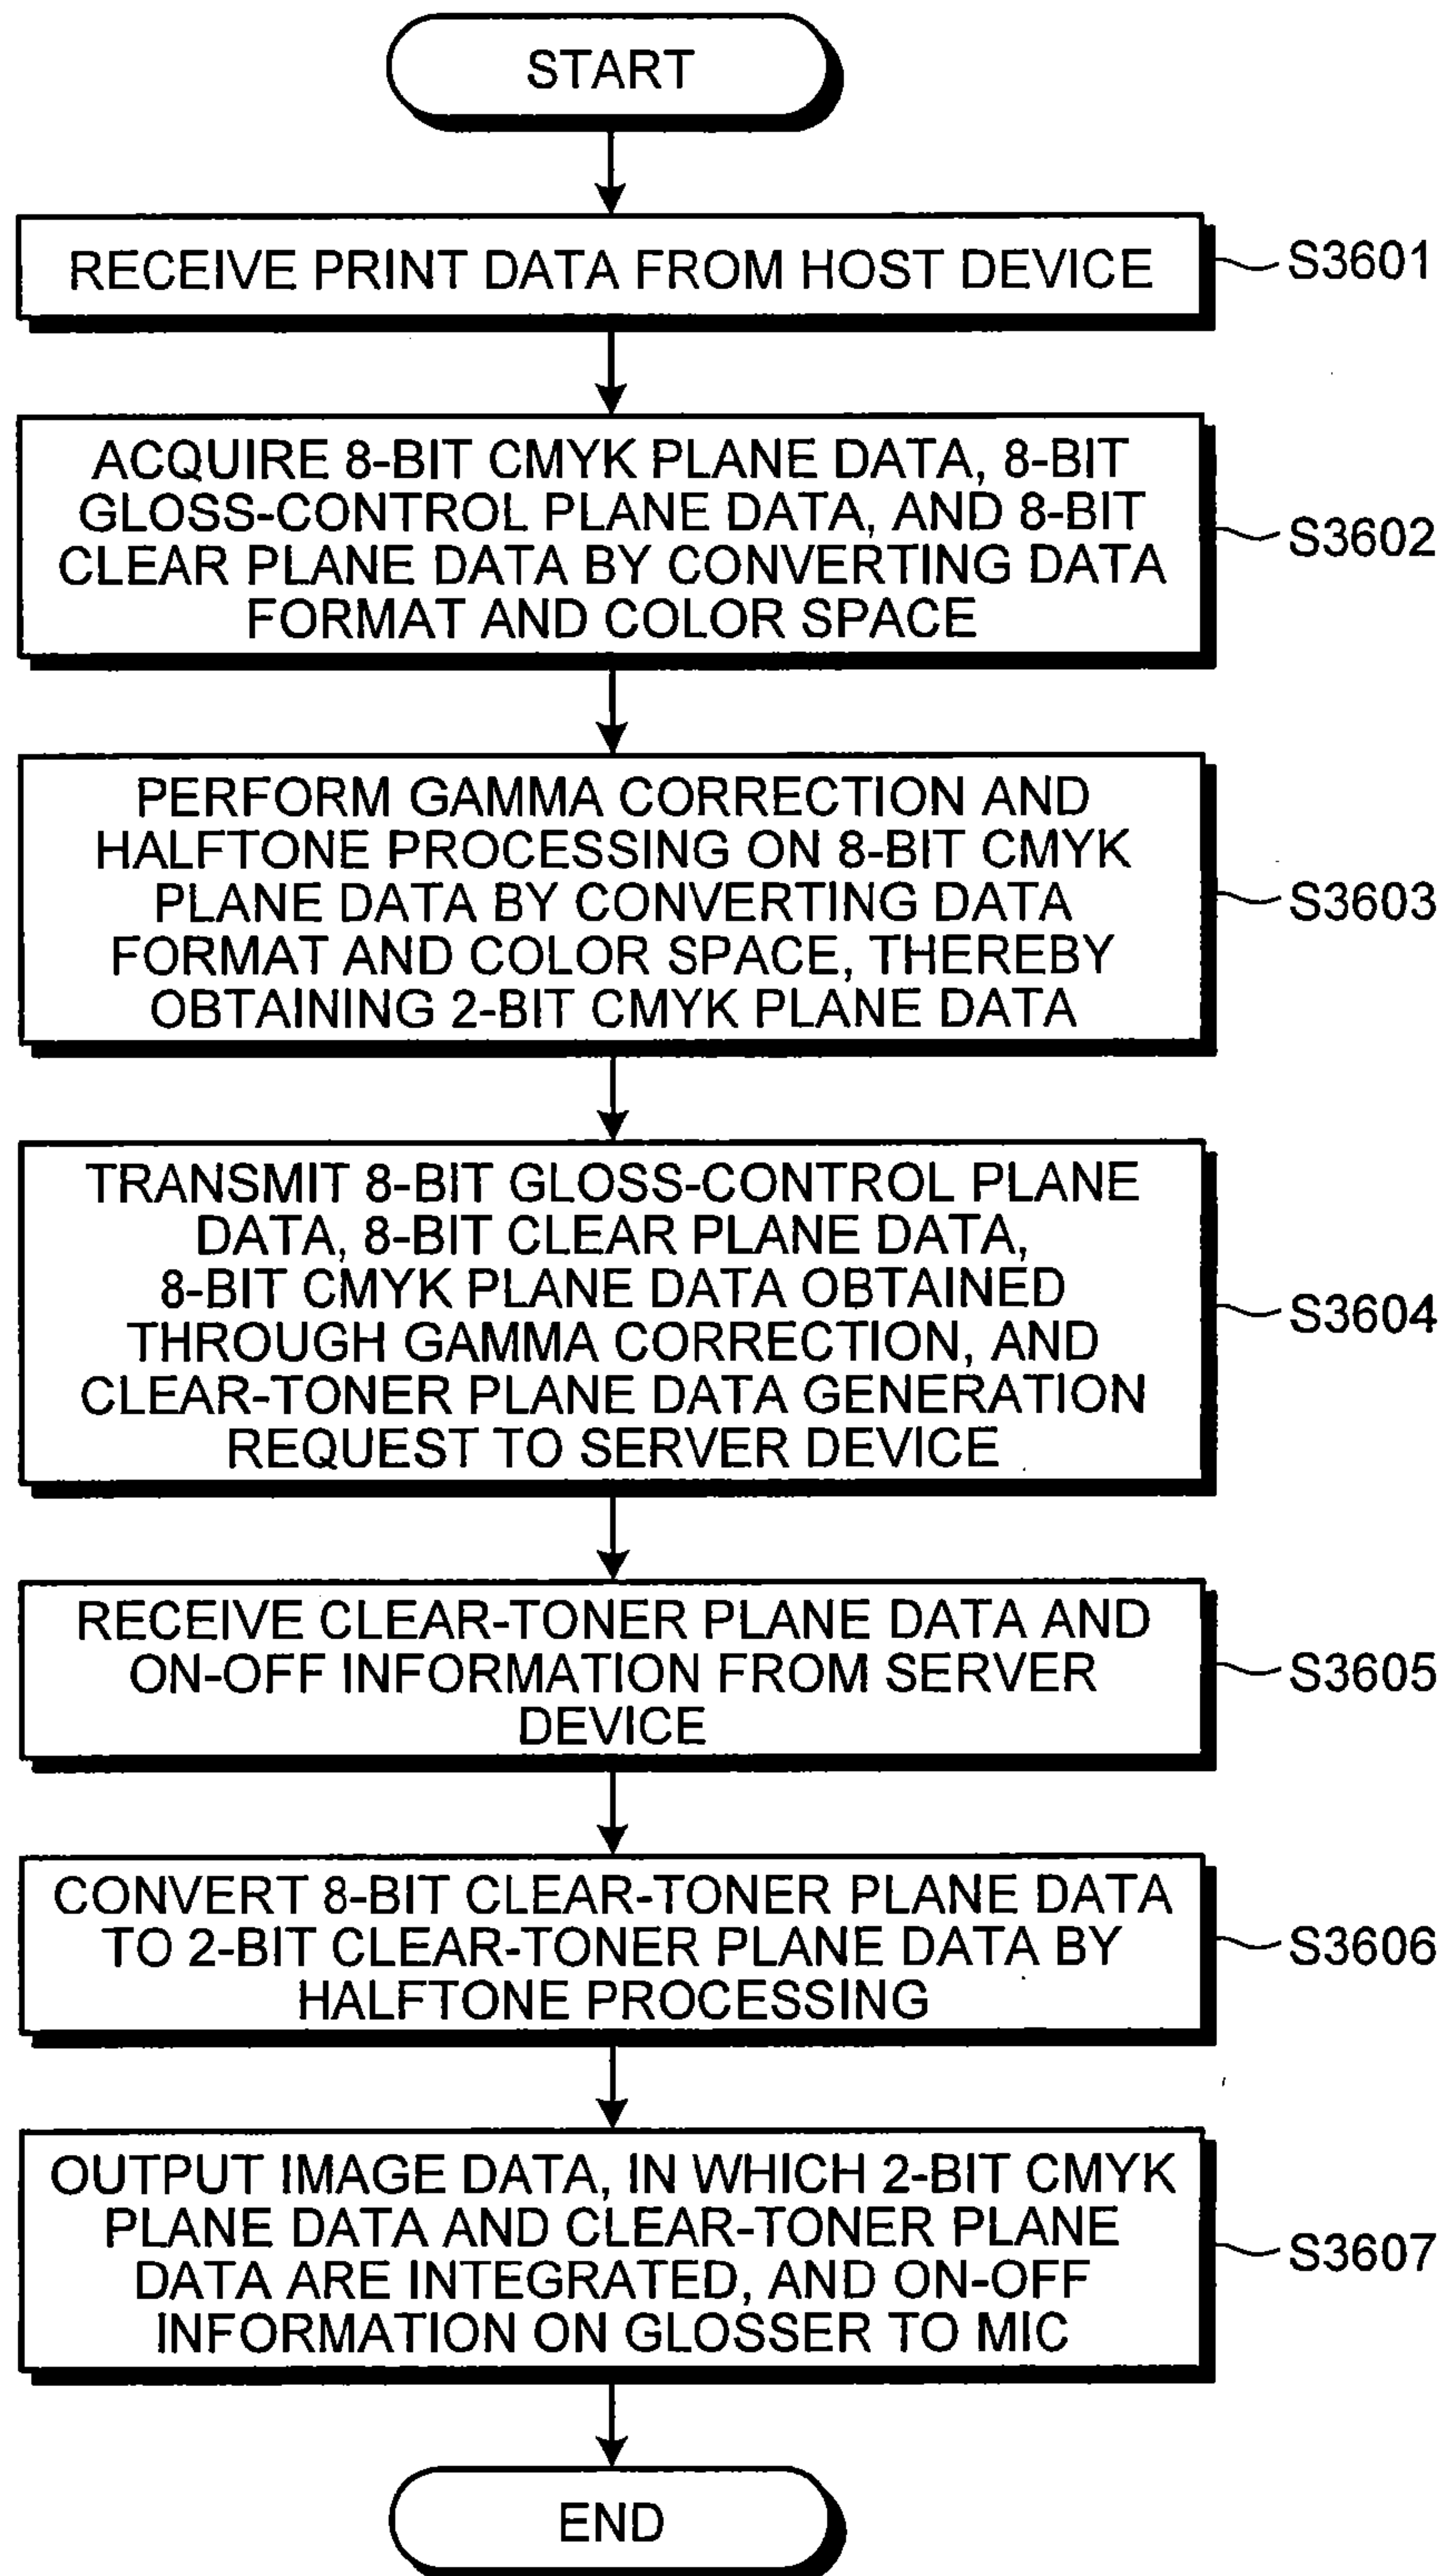 START
RECEIVE PRINT DATA FROM HOST DEVICE
S3601
ACQUIRE 8-BIT CMYK PLANE DATA, 8-BIT
GLOSS-CONTROL PLANE DATA, AND 8-BIT
CLEAR PLANE DATA BY CONVERTING DATA
FORMAT AND COLOR SPACE
S3602
PERFORM GAMMA CORRECTION AND
HALFTONE PROCESSING ON 8-BIT CMYK
PLANE DATA BY CONVERTING DATA
FORMAT AND COLOR SPACE, THEREBY
OBTAINING 2-BIT CMYK PLANE DATA
S3603
TRANSMIT 8-BIT GLOSS-CONTROL PLANE
DATA, 8-BIT CLEAR PLANE DATA,
8-BIT CMYK PLANE DATA OBTAINED
THROUGH GAMMA CORRECTION, AND
CLEAR-TONER PLANE DATA GENERATION
REQUEST TO SERVER DEVICE
S3604
RECEIVE CLEAR-TONER PLANE DATA AND
ON-OFF INFORMATION FROM SERVER
DEVICE
S3605
CONVERT 8-BIT CLEAR-TONER PLANE DATA
TO 2-BIT CLEAR-TONER PLANE DATA BY
HALFTONE PROCESSING
S3606
OUTPUT IMAGE DATA, IN WHICH 2-BIT CMYK
PLANE DATA AND CLEAR-TONER PLANE
DATA ARE INTEGRATED, AND ON-OFF
INFORMATION ON GLOSSER TO MIC
S3607
END